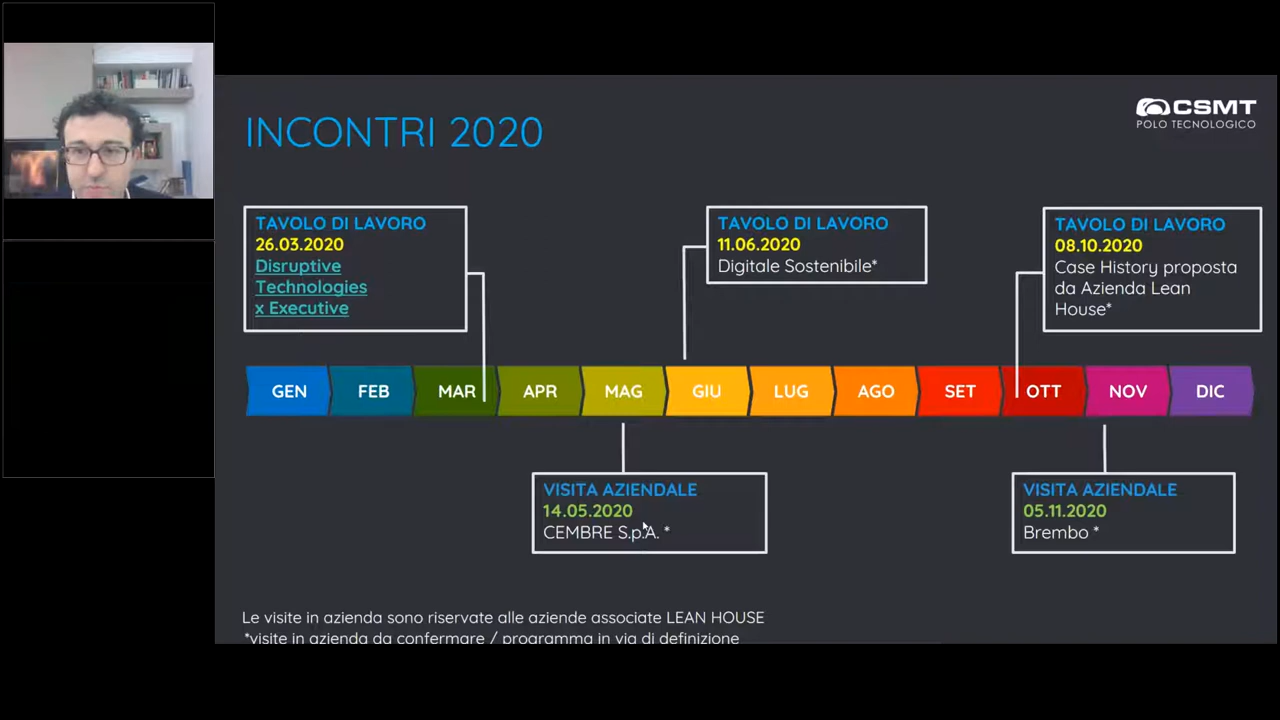 CSMT
POLO TECNOLOGICO
INCONTRI 2020
TAVOLO DI LAVORO
26.03.2020
Disruptive
Technologies
x Executive
TAVOLO DI LAVORO
11.06.2020
Digitale Sostenibile*
TAVOLO DI LAVORO
08.10.2020
Case History proposta
da Azienda Lean
House*
GEN FEB MAR APR MAG GIU LUG AGO SET OTT NOV DIC
VISITA AZIENDALE
14.05.2020
CEMBRE S.p.A. *
VISITA AZIENDALE
05.11.2020
Brembo *
Le visite in azienda sono riservate alle aziende associate LEAN HOUSE
*visite in azienda da confermare / programma in via di definizione